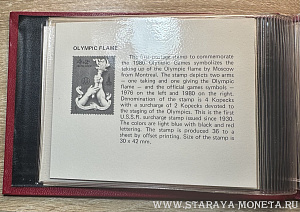 OLYMPIC FLAME
The first postage stamp to commemorate
the 1980 Olympic Games symbolizes the
taking up of the Olympic flame by Moscow
from Montreal. The stamp depicts two arms
— one taking and one giving the Olympic
flame — and the official games symbols -
1976 on the left and 1980 on the right.
Denomination of the stamp is 4 Kopecks
with a surcharge of 2 Kopecks devoted
to the staging of the Olympics. This is the first
U.S.S.R. surcharge stamp issued since 1930.
The colors are light blue with black and red
lettering. The stamp is produced 36 to a
sheet by offset printing. Size of the stamp is
30 x 42 mm.
WWW.STARAYA-MONETA.RU